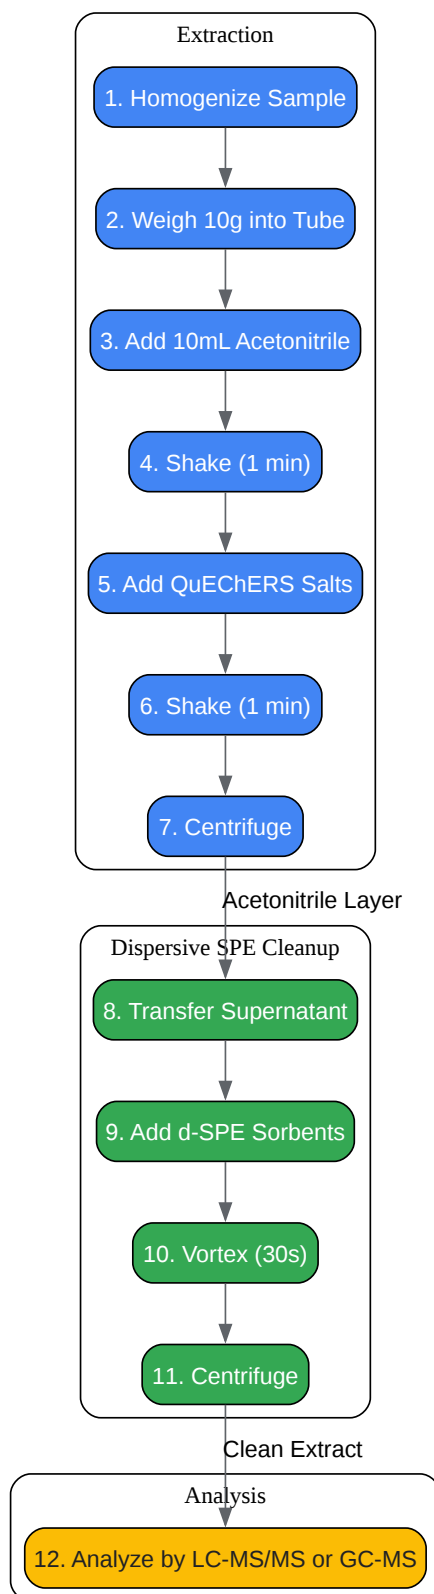 Extraction
1. Homogenize Sample
2. Weigh 10g into Tube
3. Add 10mL Acetonitrile
4. Shake (1 min)
5. Add QuEChERS Salts
6. Shake (1 min)
7. Centrifuge
Acetonitrile Layer
Dispersive SPE Cleanup
8. Transfer Supernatant
9. Add d-SPE Sorbents
10. Vortex (30s)
11. Centrifuge
Clean Extract
Analysis
12. Analyze by LC-MS/MS or GC-MS